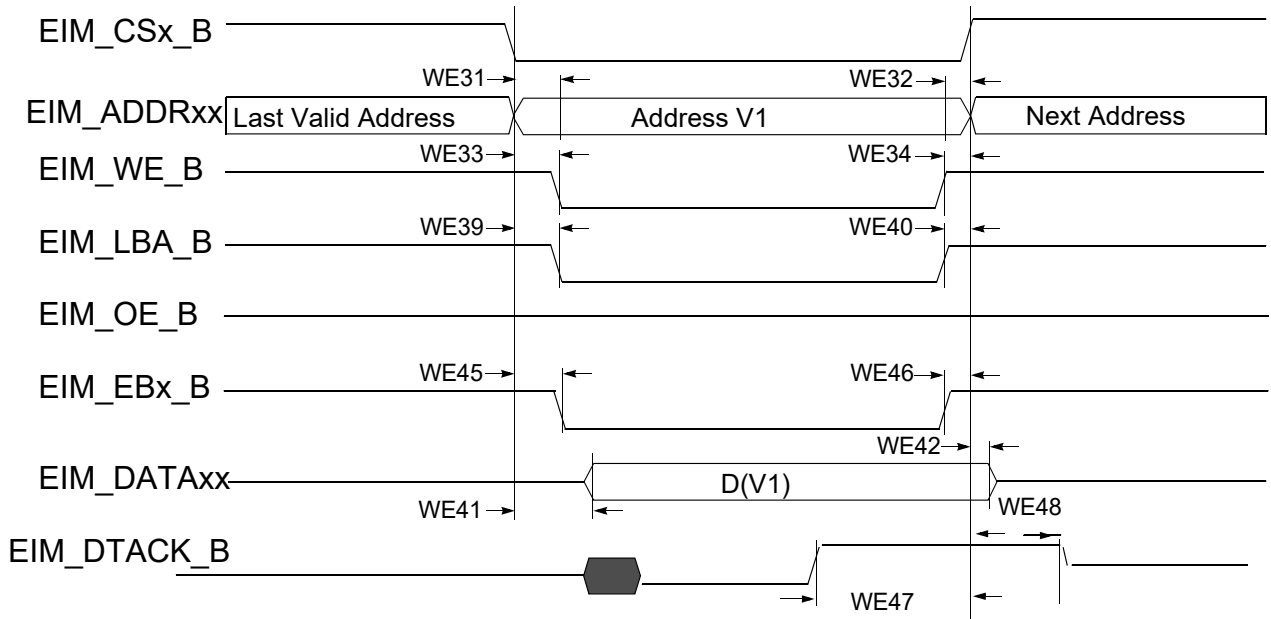 EIM_CSx_B
WE31 WE32
EIM_ADDRxx Last Valid Address Address V1 Next Address
WE33 WE34
EIM_WE_B
WE39 WE40
EIM_LBA_B
EIM_OE_B
WE45 WE46
EIM_EBx_B
WE42
EIM_DATAxx D(V1)
WE41 WE48
EIM_DTACK_B
WE47